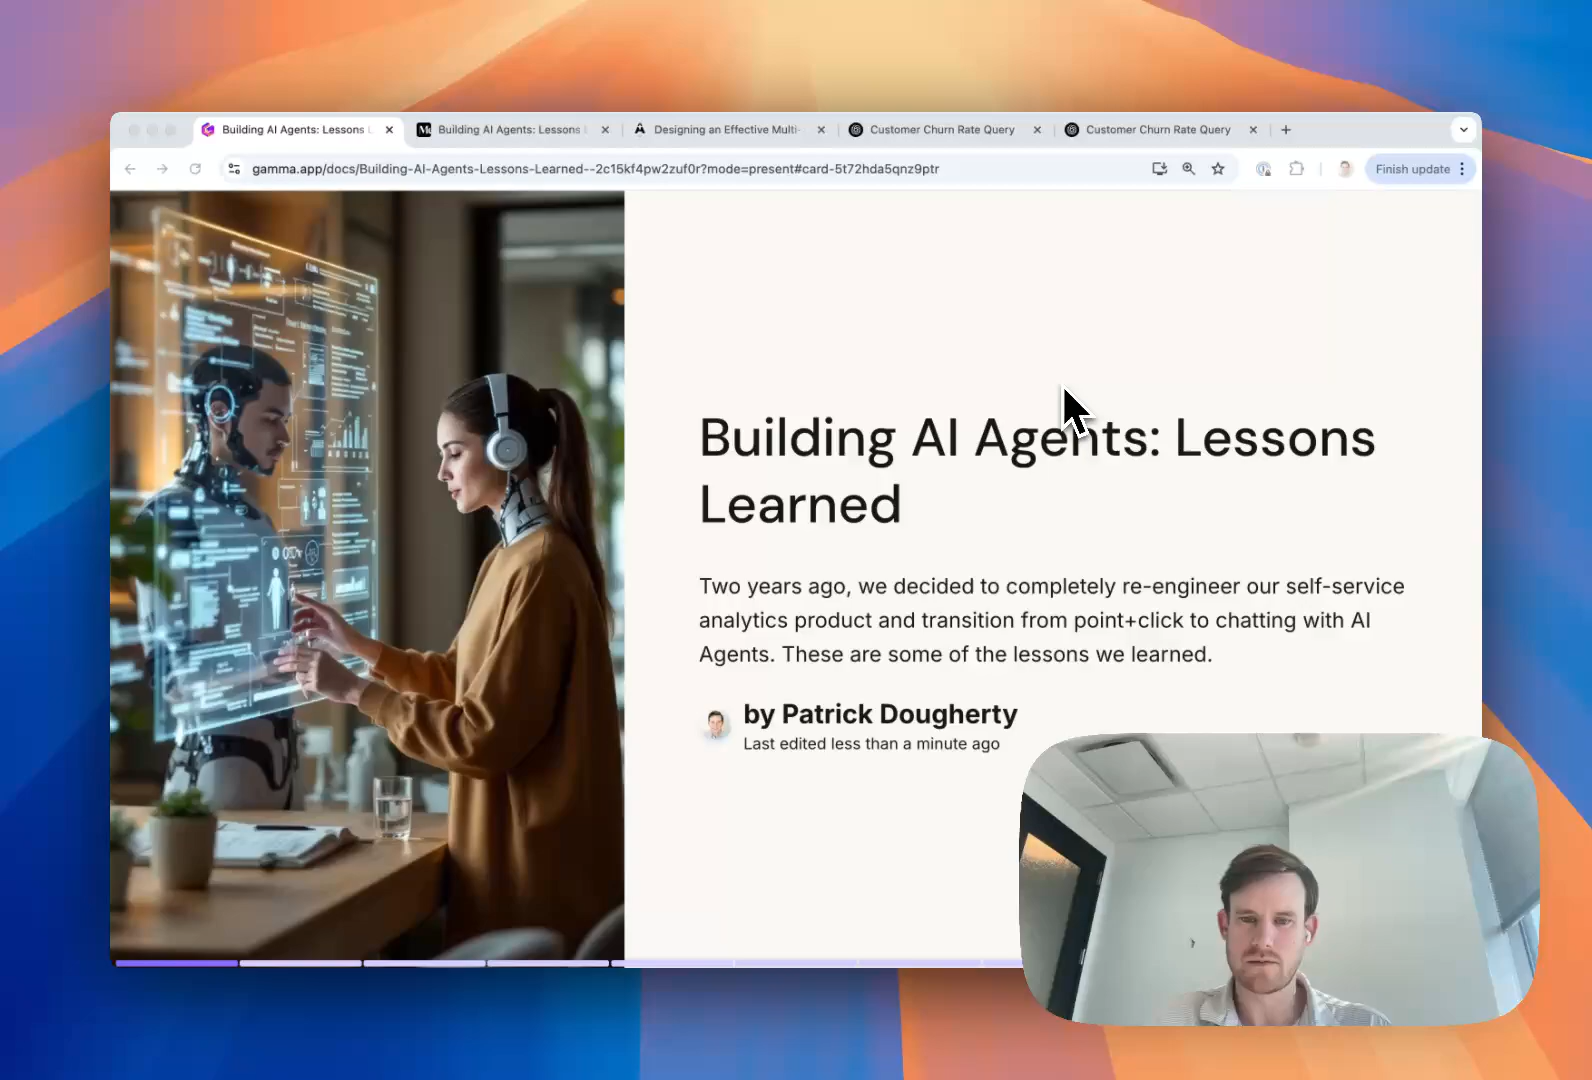 Building AI Agents: Lessons L
Building AI Agents: Lessons
Designing an Effective Multi-
Customer Churn Rate Query
Customer Churn Rate Query
gamma.app/docs/Building-AI-Agents-Lessons-Learned--2c15kf4pw2zuf0r?mode=present#card-5t72hda5qnz9ptr
Finish update
Building AI Agents: Lessons
Learned
Two years ago, we decided to completely re-engineer our self-service
analytics product and transition from point+click to chatting with AI
Agents. These are some of the lessons we learned.
by Patrick Dougherty
Last edited less than a minute ago